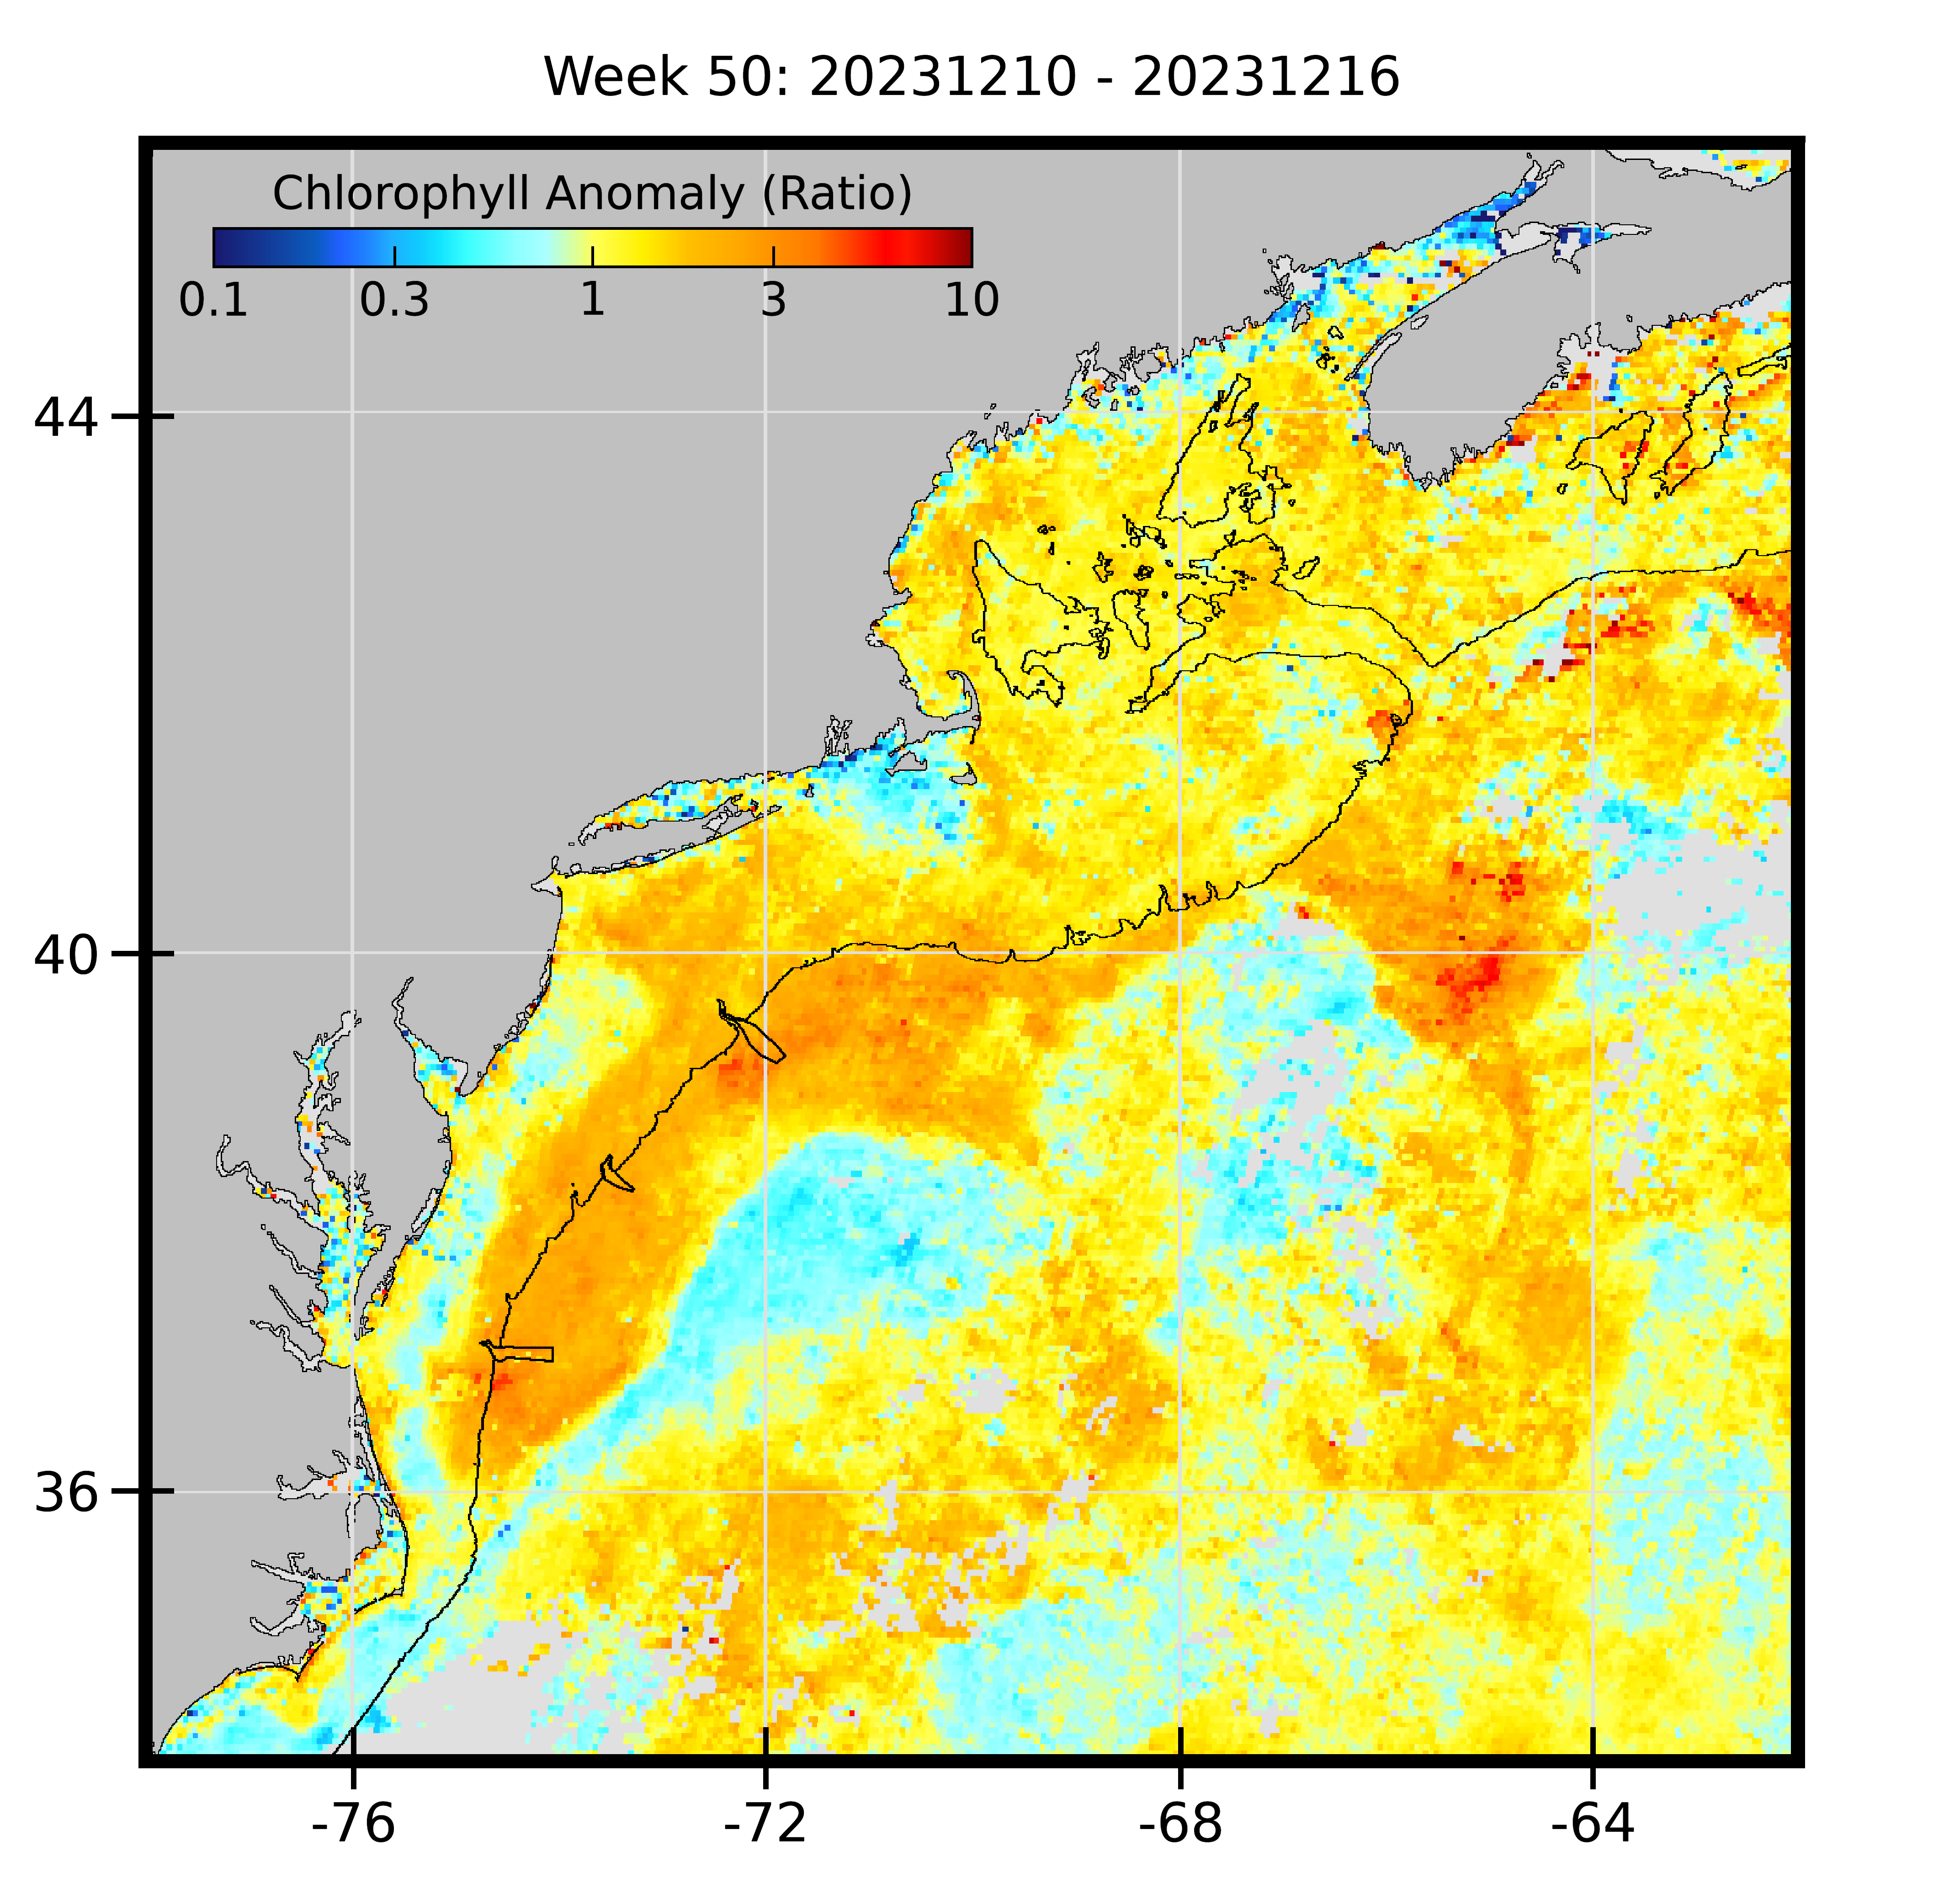 Week 50: 20231210 - 20231216
Chlorophyll Anomaly (Ratio)
0.1 0.3 1 3 10
44
40
36
-76 -72 -68 -64